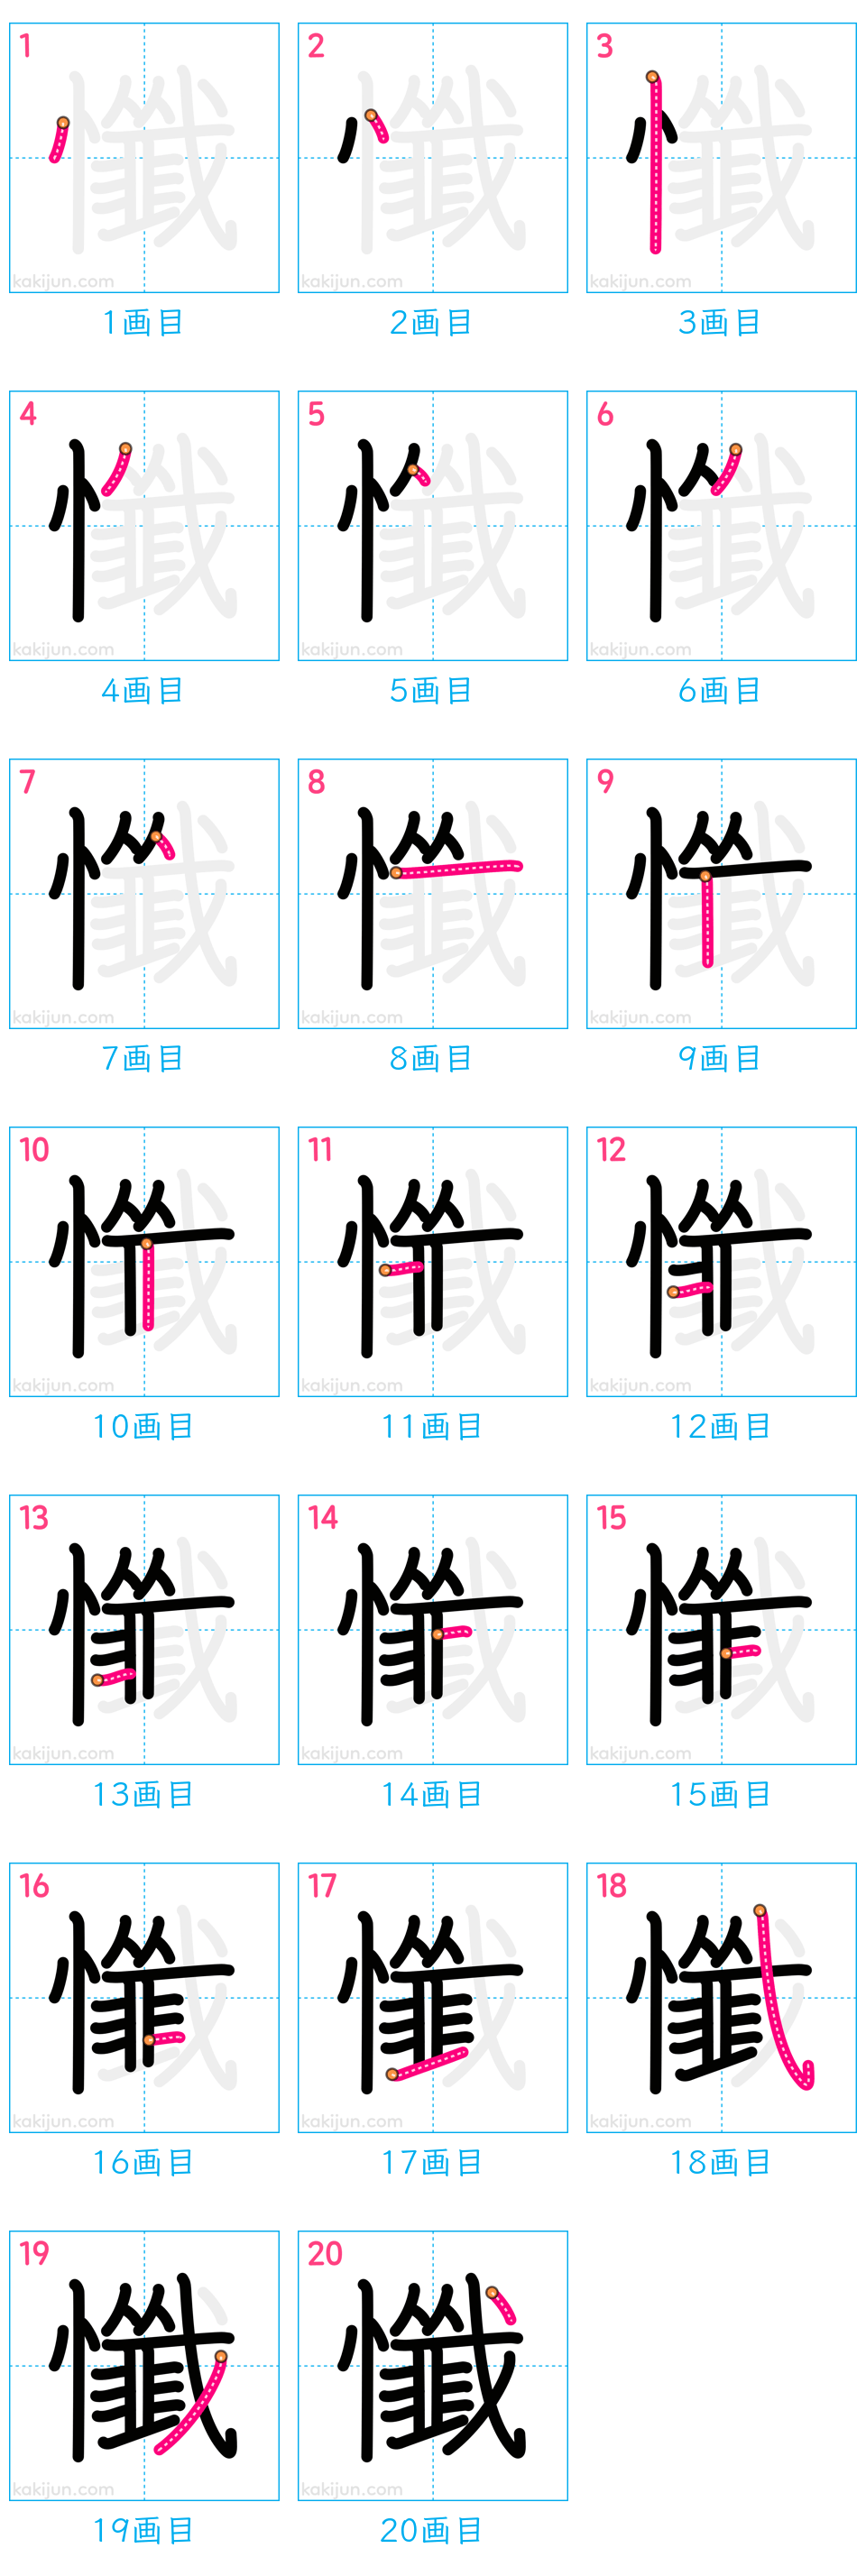 1 2 3
kakijun.com kakijun.com kakijun.com
1画目 2画目 3画目
4 5 6
kakijun.com kakijun.com kakijun.com
4画目 5画目 6画目
7 8 9
kakijun.com kakijun.com kakijun.com
7画目 8画目 9画目
10 11 12
kakijun.com kakijun.com kakijun.com
10画目 11画目 12画目
13 14 15
kakijun.com kakijun.com kakijun.com
13画目 14画目 15画目
16 17 18
kakijun.com kakijun.com kakijun.com
16画目 17画目 18画目
19 20
懺 懺
kakijun.com kakijun.com
19画目 20画目